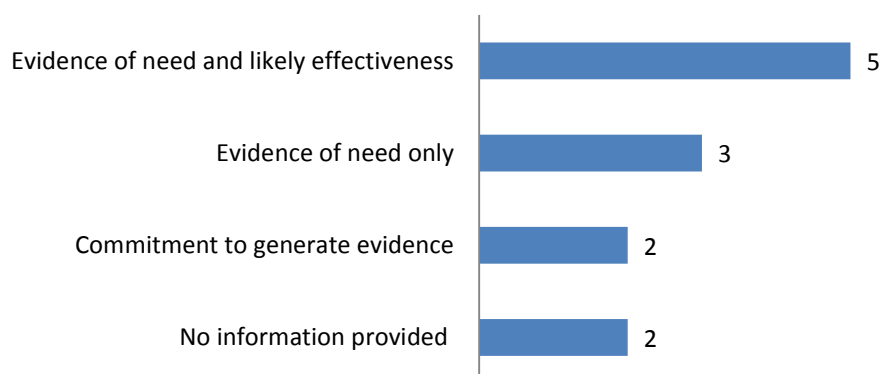 Evidence of need and likely effectiveness 5
Evidence of need only 3
Commitment to generate evidence 2
No information provided 2